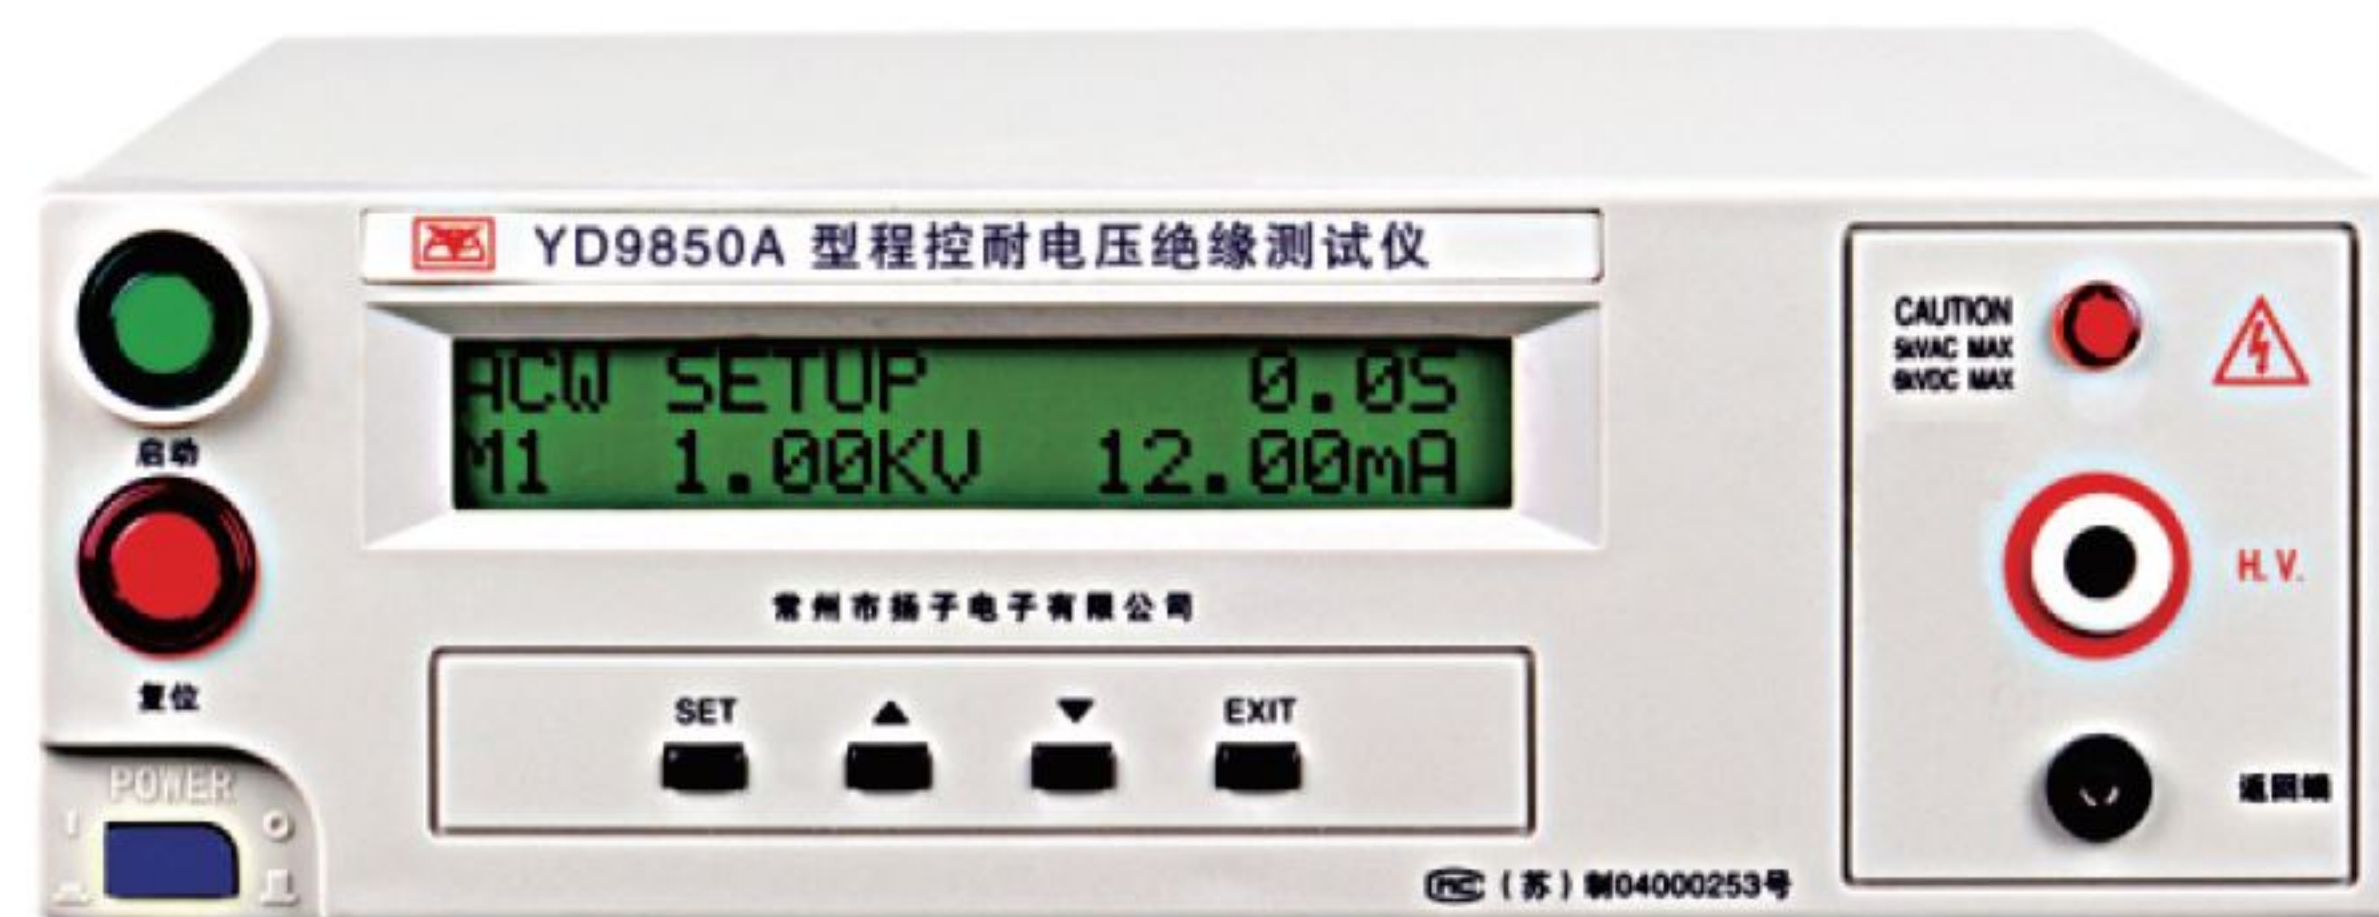 YD9850A 型程控耐电压绝缘测试仪
ACW SETUP 0.0S
M1 1.00KV 12.00mA
启动
复位
POWER
I O
常州市扬子电子有限公司
SET ▲ ▼ EXIT
CAUTION
5kVAC MAX
6kVDC MAX
H.V.
返回端
MC (苏) 制04000253号